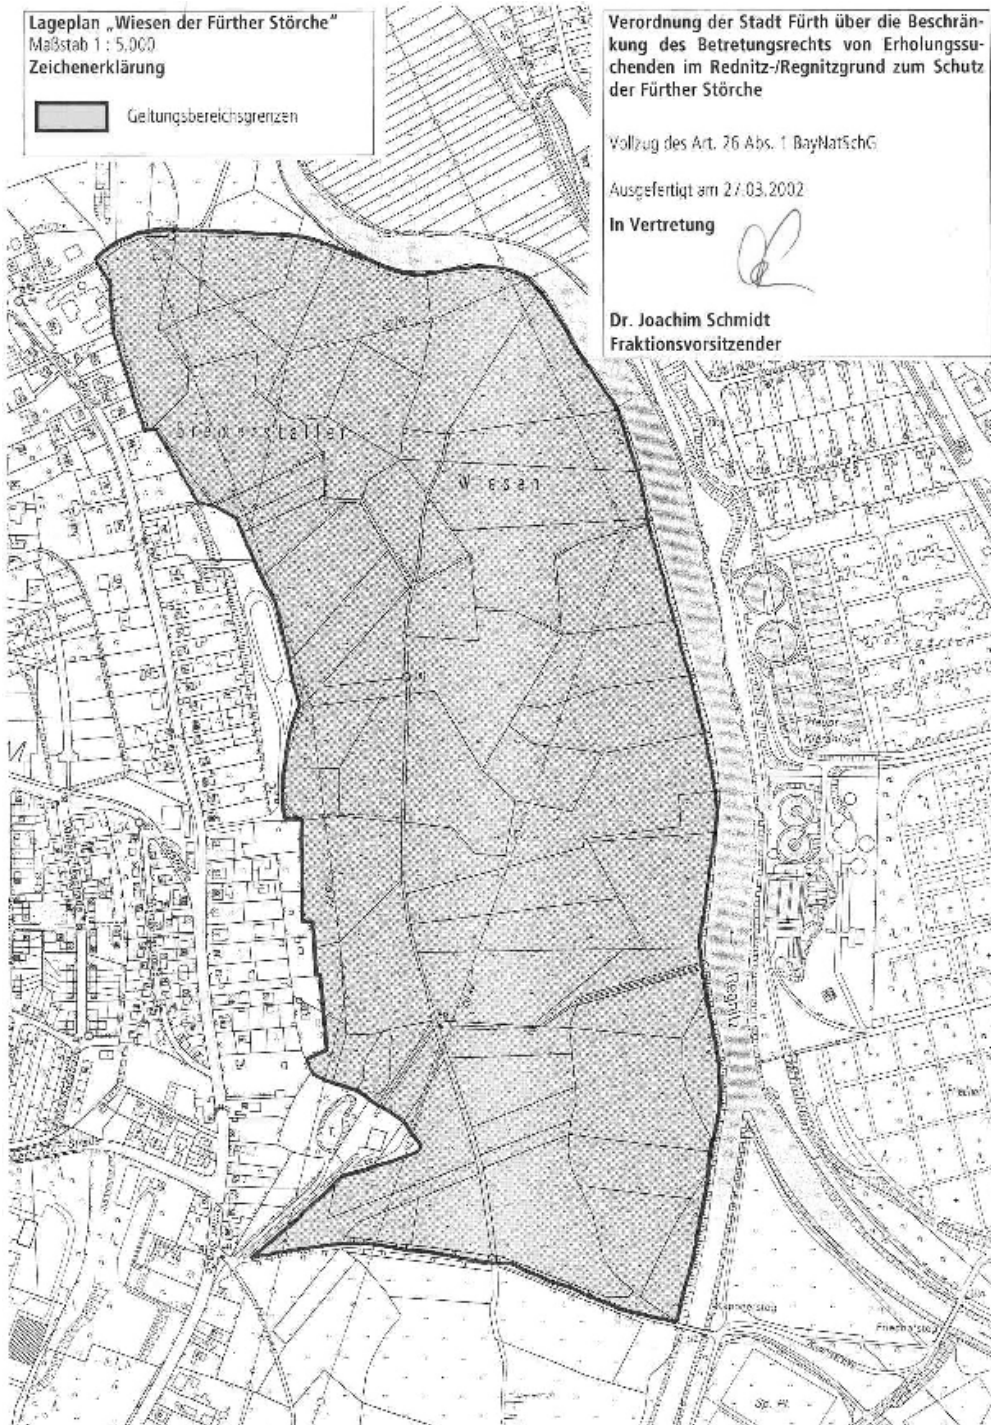 Lageplan „Wiesen der Fürther Störche“
Maßstab 1 : 5.000
Zeichenerklärung
Geltungsbereichsgrenzen
Verordnung der Stadt Fürth über die Beschrän-
kung des Betretungsrechts von Erholungssu-
chenden im Rednitz-/Regnitzgrund zum Schutz
der Fürther Störche
Vollzug des Art. 26 Abs. 1 BayNatSchG
Ausgefertigt am 27.03.2002
In Vertretung
Dr. Joachim Schmidt
Fraktionsvorsitzender
Wiesen
Regnitz
Sp. Pl.